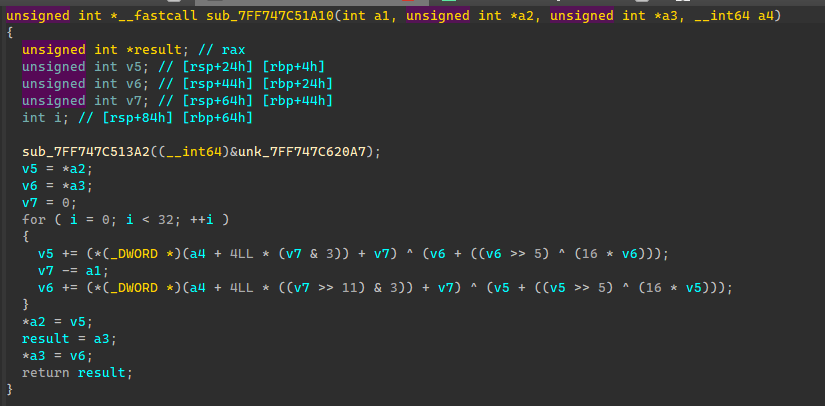 unsigned int *__fastcall sub_7FF747C51A10(int a1, unsigned int *a2, unsigned int *a3, __int64 a4)
{
  unsigned int *result; // rax
  unsigned int v5; // [rsp+24h] [rbp+4h]
  unsigned int v6; // [rsp+44h] [rbp+24h]
  unsigned int v7; // [rsp+64h] [rbp+44h]
  int i; // [rsp+84h] [rbp+64h]

  sub_7FF747C513A2((__int64)&unk_7FF747C620A7);
  v5 = *a2;
  v6 = *a3;
  v7 = 0;
  for ( i = 0; i < 32; ++i )
  {
    v5 += (*(_DWORD *)(a4 + 4LL * (v7 & 3)) + v7) ^ (v6 + ((v6 >> 5) ^ (16 * v6)));
    v7 -= a1;
    v6 += (*(_DWORD *)(a4 + 4LL * ((v7 >> 11) & 3)) + v7) ^ (v5 + ((v5 >> 5) ^ (16 * v5)));
  }
  *a2 = v5;
  result = a3;
  *a3 = v6;
  return result;
}